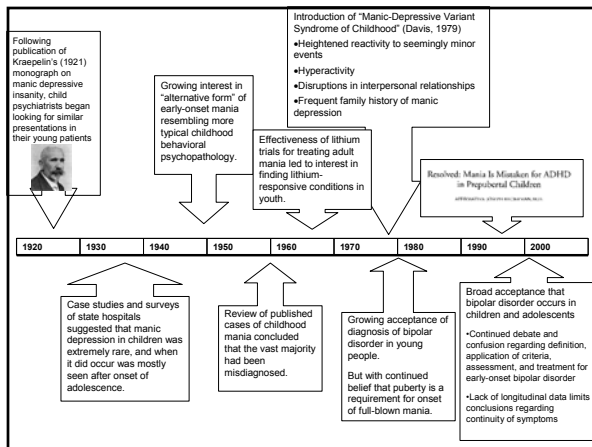 Following
publication of
Kraepelin's (1921)
monograph on
manic depressive
insanity, child
psychiatrists began
looking for similar
presentations in
their young patients
Growing interest in
"alternative form" of
early-onset mania
resembling more
typical childhood
behavioral
psychopathology.
Effectiveness of lithium
trials for treating adult
mania led to interest in
finding lithium-
responsive conditions in
youth.
Introduction of "Manic-Depressive Variant
Syndrome of Childhood" (Davis, 1979)
•Heightened reactivity to seemingly minor
events
•Hyperactivity
•Disruptions in interpersonal relationships
•Frequent family history of manic
depression
Resolved: Mania Is Mistaken for ADHD
in Prepubertal Children
1920 1930 1940 1950 1960 1970 1980 1990 2000
Case studies and surveys
of state hospitals
suggested that manic
depression in children was
extremely rare, and when
it did occur was mostly
seen after onset of
adolescence.
Review of published
cases of childhood
mania concluded
that the vast majority
had been
misdiagnosed.
Growing acceptance of
diagnosis of bipolar
disorder in young
people.
But with continued
belief that puberty is a
requirement for onset
of full-blown mania.
Broad acceptance that
bipolar disorder occurs in
children and adolescents
•Continued debate and
confusion regarding definition,
application of criteria,
assessment, and treatment for
early-onset bipolar disorder
•Lack of longitudinal data limits
conclusions regarding
continuity of symptoms